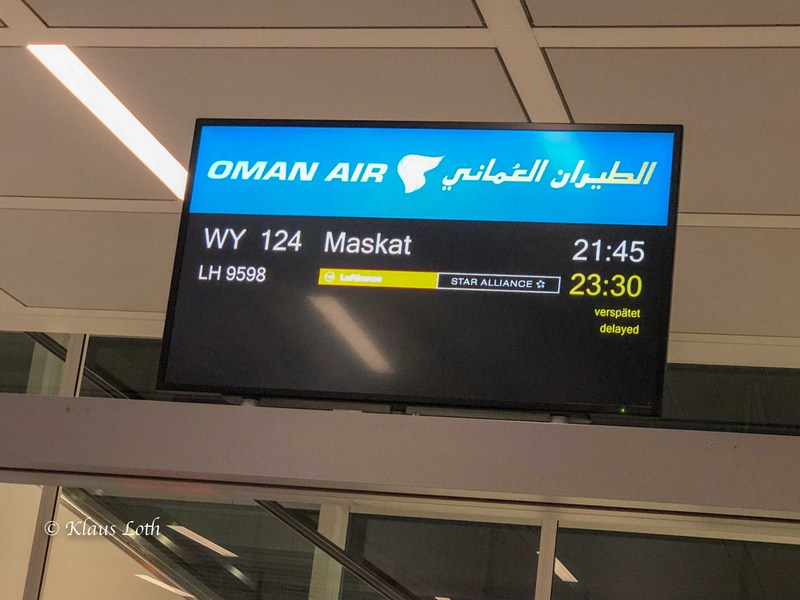 OMAN AIR الطيران العُماني
WY 124 Maskat 21:45
LH 9598 Lufthansa STAR ALLIANCE 23:30
verspätet
delayed
© Klaus Loth